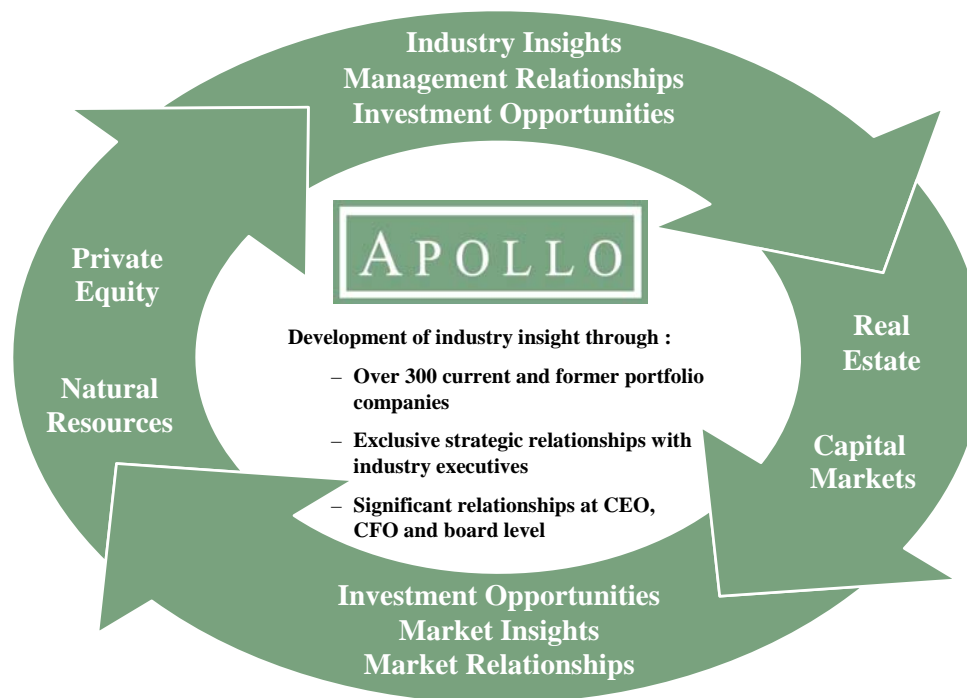 Industry Insights
Management Relationships
Investment Opportunities
APOLLO
Private
Equity
Natural
Resources
Development of industry insight through :
– Over 300 current and former portfolio
companies
– Exclusive strategic relationships with
industry executives
– Significant relationships at CEO,
CFO and board level
Real
Estate
Capital
Markets
Investment Opportunities
Market Insights
Market Relationships